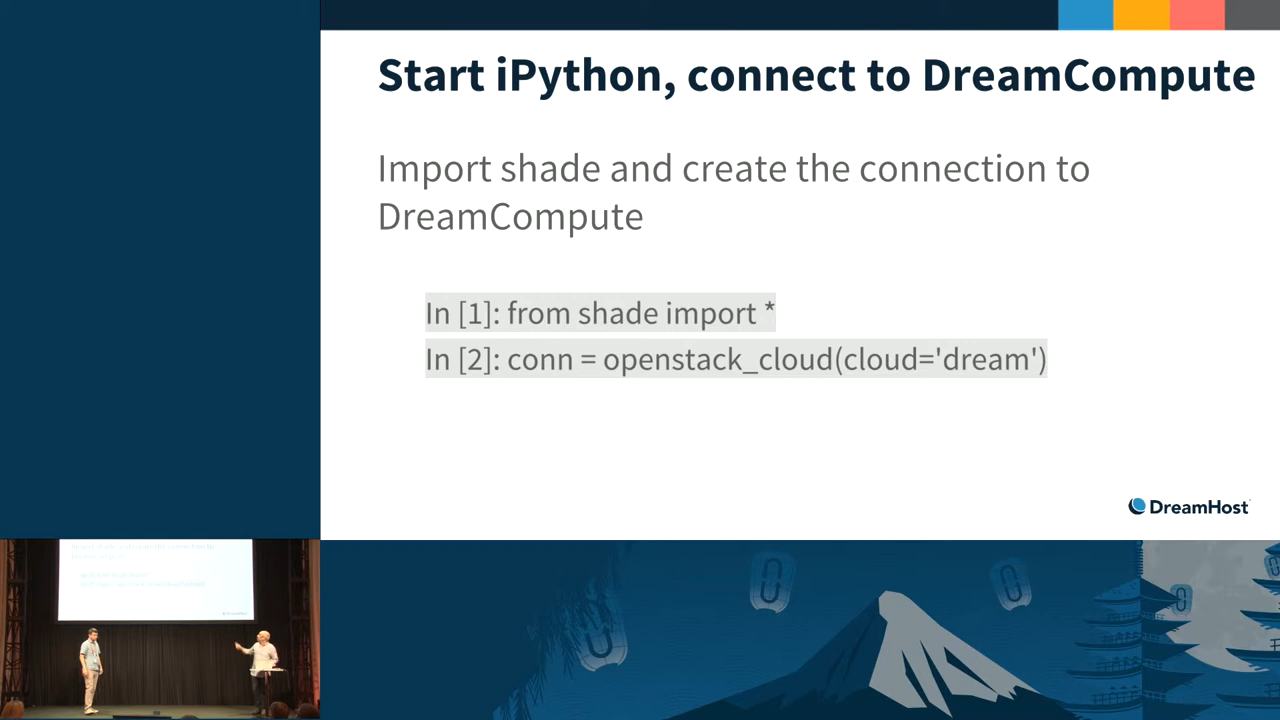 Start iPython, connect to DreamCompute
Import shade and create the connection to
DreamCompute
In [1]: from shade import *
In [2]: conn = openstack_cloud(cloud='dream')
DreamHost